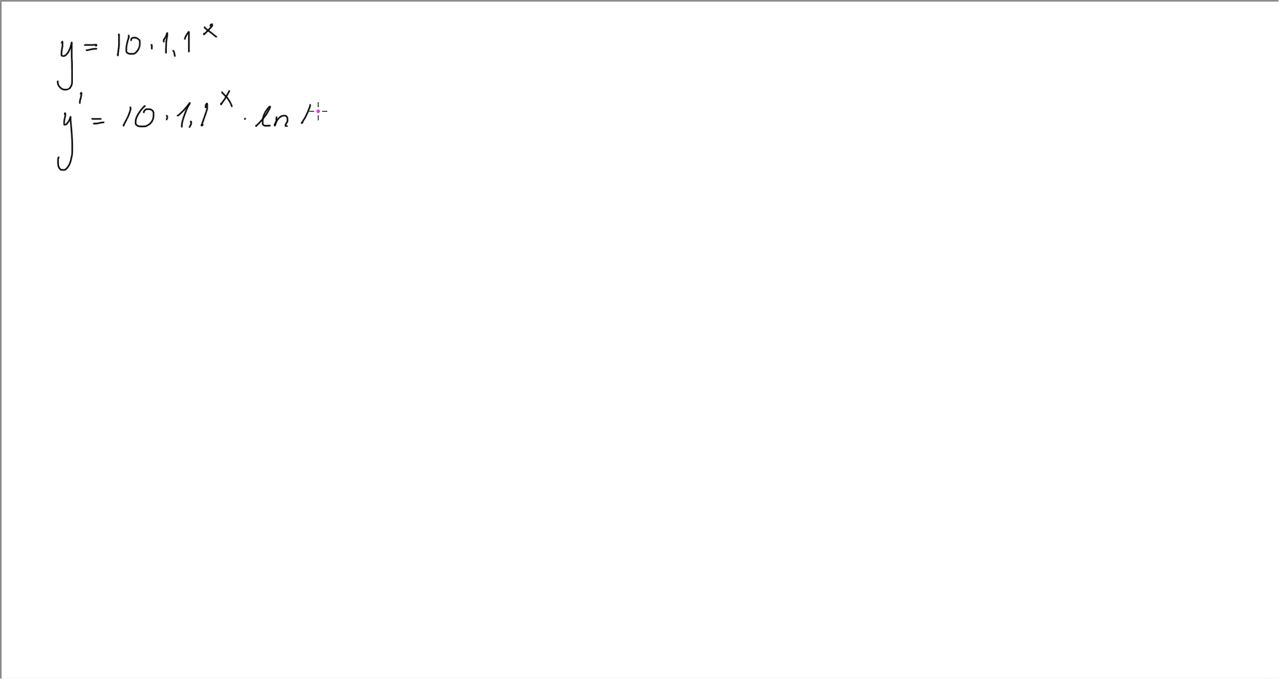 y = 10 · 1,1^x
y' = 10 · 1,1^x · ln 1